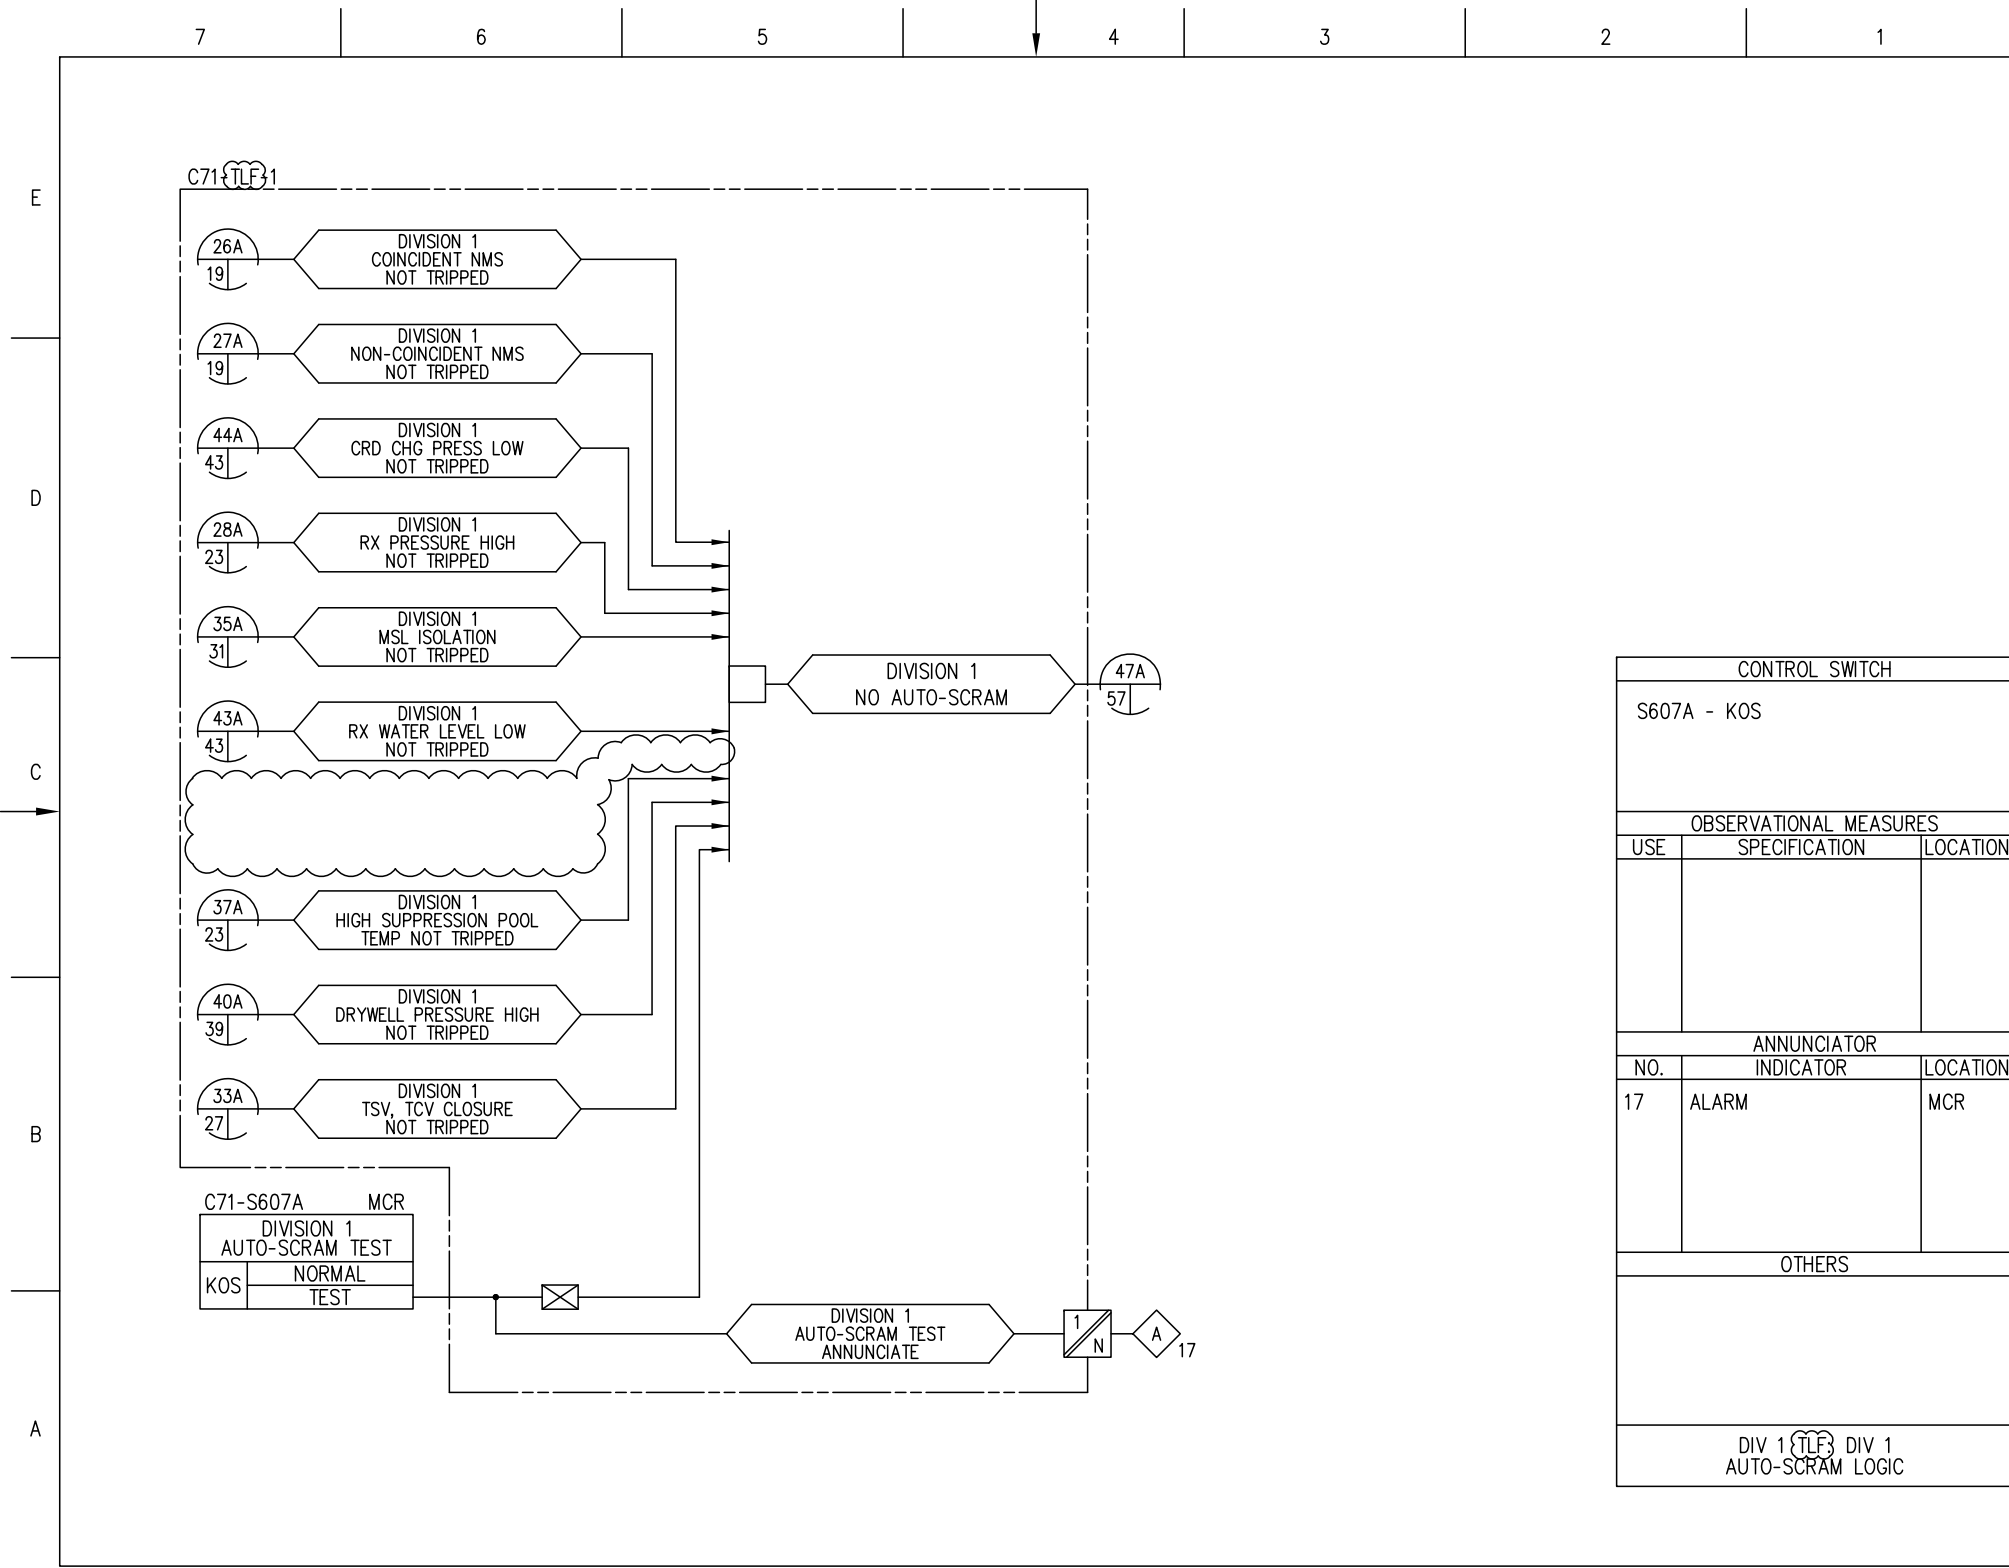 7 6 5 4 3 2 1
E
D
C
B
A
C71-TLF-1
26A
19
DIVISION 1
COINCIDENT NMS
NOT TRIPPED
27A
19
DIVISION 1
NON-COINCIDENT NMS
NOT TRIPPED
44A
43
DIVISION 1
CRD CHG PRESS LOW
NOT TRIPPED
28A
23
DIVISION 1
RX PRESSURE HIGH
NOT TRIPPED
35A
31
DIVISION 1
MSL ISOLATION
NOT TRIPPED
43A
43
DIVISION 1
RX WATER LEVEL LOW
NOT TRIPPED
37A
23
DIVISION 1
HIGH SUPPRESSION POOL
TEMP NOT TRIPPED
40A
39
DIVISION 1
DRYWELL PRESSURE HIGH
NOT TRIPPED
33A
27
DIVISION 1
TSV, TCV CLOSURE
NOT TRIPPED
DIVISION 1
NO AUTO-SCRAM
47A
57
C71-S607A MCR
DIVISION 1
AUTO-SCRAM TEST
KOS
NORMAL
TEST
DIVISION 1
AUTO-SCRAM TEST
ANNUNCIATE
1
N
A
17
CONTROL SWITCH
S607A - KOS
OBSERVATIONAL MEASURES
USE SPECIFICATION LOCATION
ANNUNCIATOR
NO. INDICATOR LOCATION
17 ALARM MCR
OTHERS
DIV 1 TLF: DIV 1
AUTO-SCRAM LOGIC